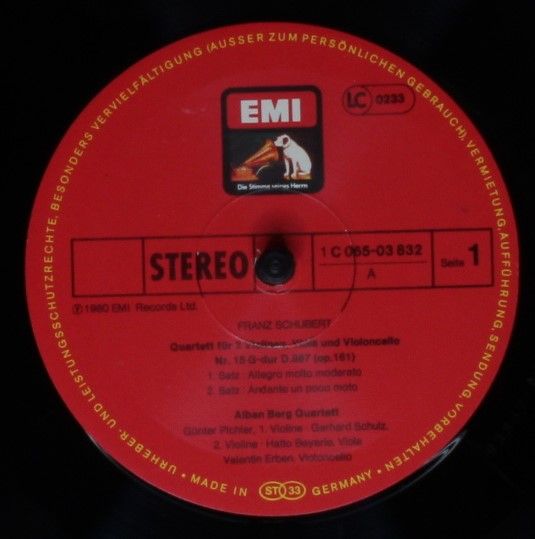 URHEBER- UND LEISTUNGSSCHUTZRECHTE, BESONDERS VERVIELFÄLTIGUNG (AUSSER ZUM PERSÖNLICHEN GEBRAUCH), VERMIETUNG, AUFFÜHRUNG, SENDUNG, VORBEHALTEN
• MADE IN ST 33 GERMANY •
EMI
LC 0233
Die Stimme seines Herrn
STEREO
1 C 065-03 832
A
Seite 1
℗ 1980 EMI Records Ltd.
FRANZ SCHUBERT
Quartett für 2 Violinen, Viola und Violoncello
Nr. 15 G-dur D.887 (op.161)
1. Satz: Allegro molto moderato
2. Satz: Andante un poco moto
Alban Berg Quartett
Günter Pichler, 1. Violine - Gerhard Schulz,
2. Violine - Hatto Beyerle, Viola
Valentin Erben, Violoncello